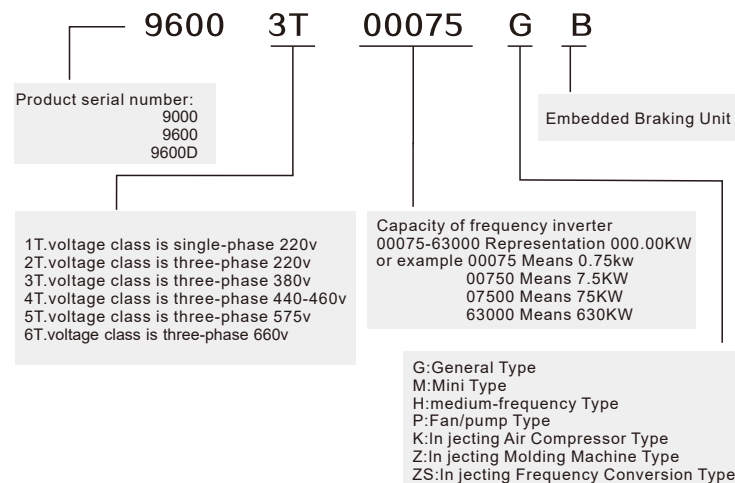 9600 3T 00075 G B
Product serial number:
9000
9600
9600D
Embedded Braking Unit
1T.voltage class is single-phase 220v
2T.voltage class is three-phase 220v
3T.voltage class is three-phase 380v
4T.voltage class is three-phase 440-460v
5T.voltage class is three-phase 575v
6T.voltage class is three-phase 660v
Capacity of frequency inverter
00075-63000 Representation 000.00KW
or example 00075 Means 0.75kw
00750 Means 7.5KW
07500 Means 75KW
63000 Means 630KW
G:General Type
M:Mini Type
H:medium-frequency Type
P:Fan/pump Type
K:In jecting Air Compressor Type
Z:In jecting Molding Machine Type
ZS:In jecting Frequency Conversion Type